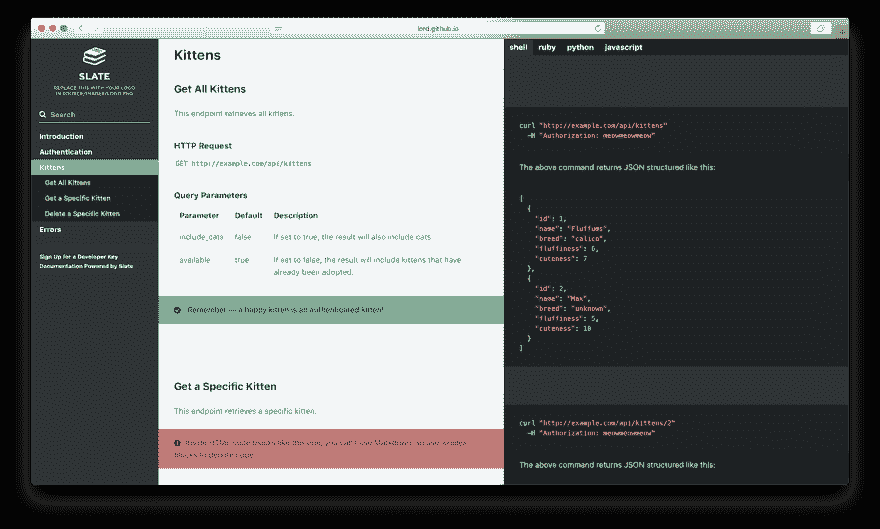 lord.github.io
SLATE
REPLACE THIS WITH YOUR LOGO
IN
Search
Introduction
Authentication
Kittens
Get All Kittens
Get a Specific Kitten
Delete a Specific Kitten
Errors
Sign Up for a Developer Key
Documentation Powered by Slate
Kittens
Get All Kittens
This endpoint retrieves all kittens.
HTTP Request
GET http://example.com/api/kittens
Query Parameters
Parameter Default Description
include_cats false If set to true, the result will also include cats.
available true If set to false, the result will include kittens that have
already been adopted.
Remember — a happy kitten is an authenticated kitten!
Get a Specific Kitten
This endpoint retrieves a specific kitten.
shell ruby python javascript
curl "http://example.com/api/kittens"
-H "Authorization: meowmeowmeow"
The above command returns JSON structured like this:
[
{
"id": 1,
"name": "Fluffums",
"breed": "calico",
"fluffiness": 6,
"cuteness": 7
},
{
"id": 2,
"name": "Max",
"breed": "unknown",
"fluffiness": 5,
"cuteness": 10
}
]
curl "http://example.com/api/kittens/2"
-H "Authorization: meowmeowmeow"
The above command returns JSON structured like this: